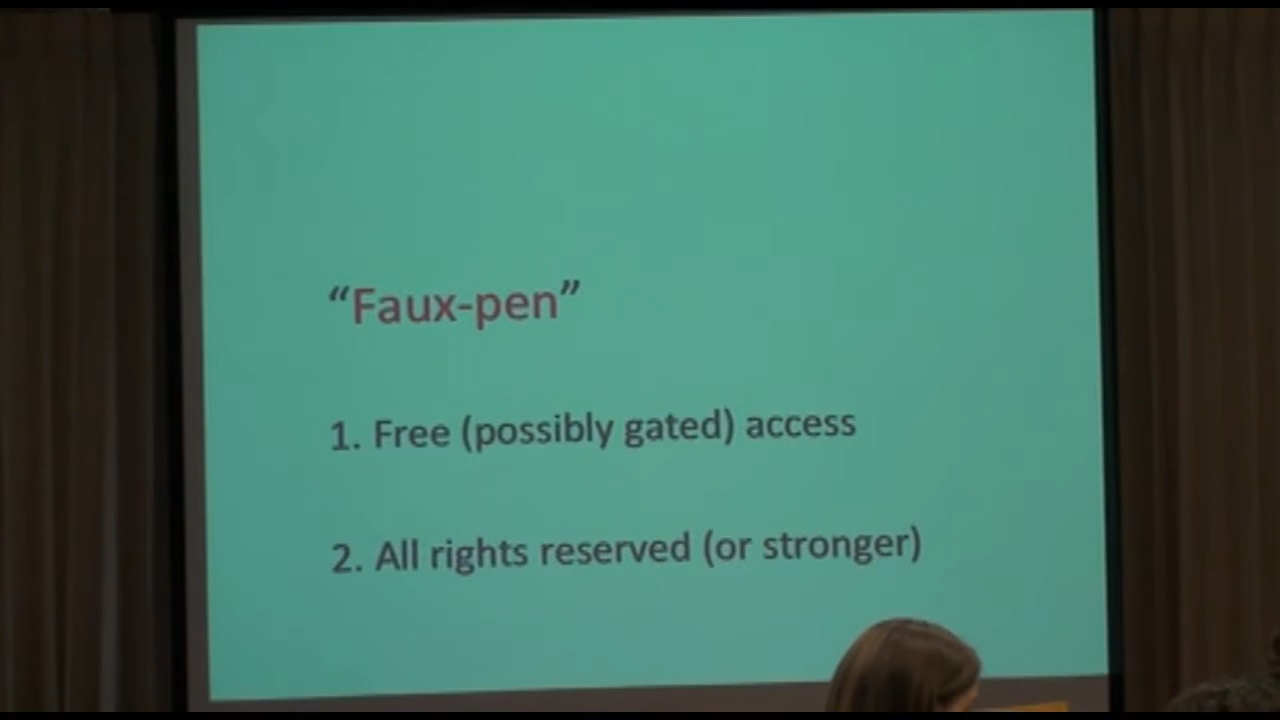 “Faux-pen”
1. Free (possibly gated) access
2. All rights reserved (or stronger)